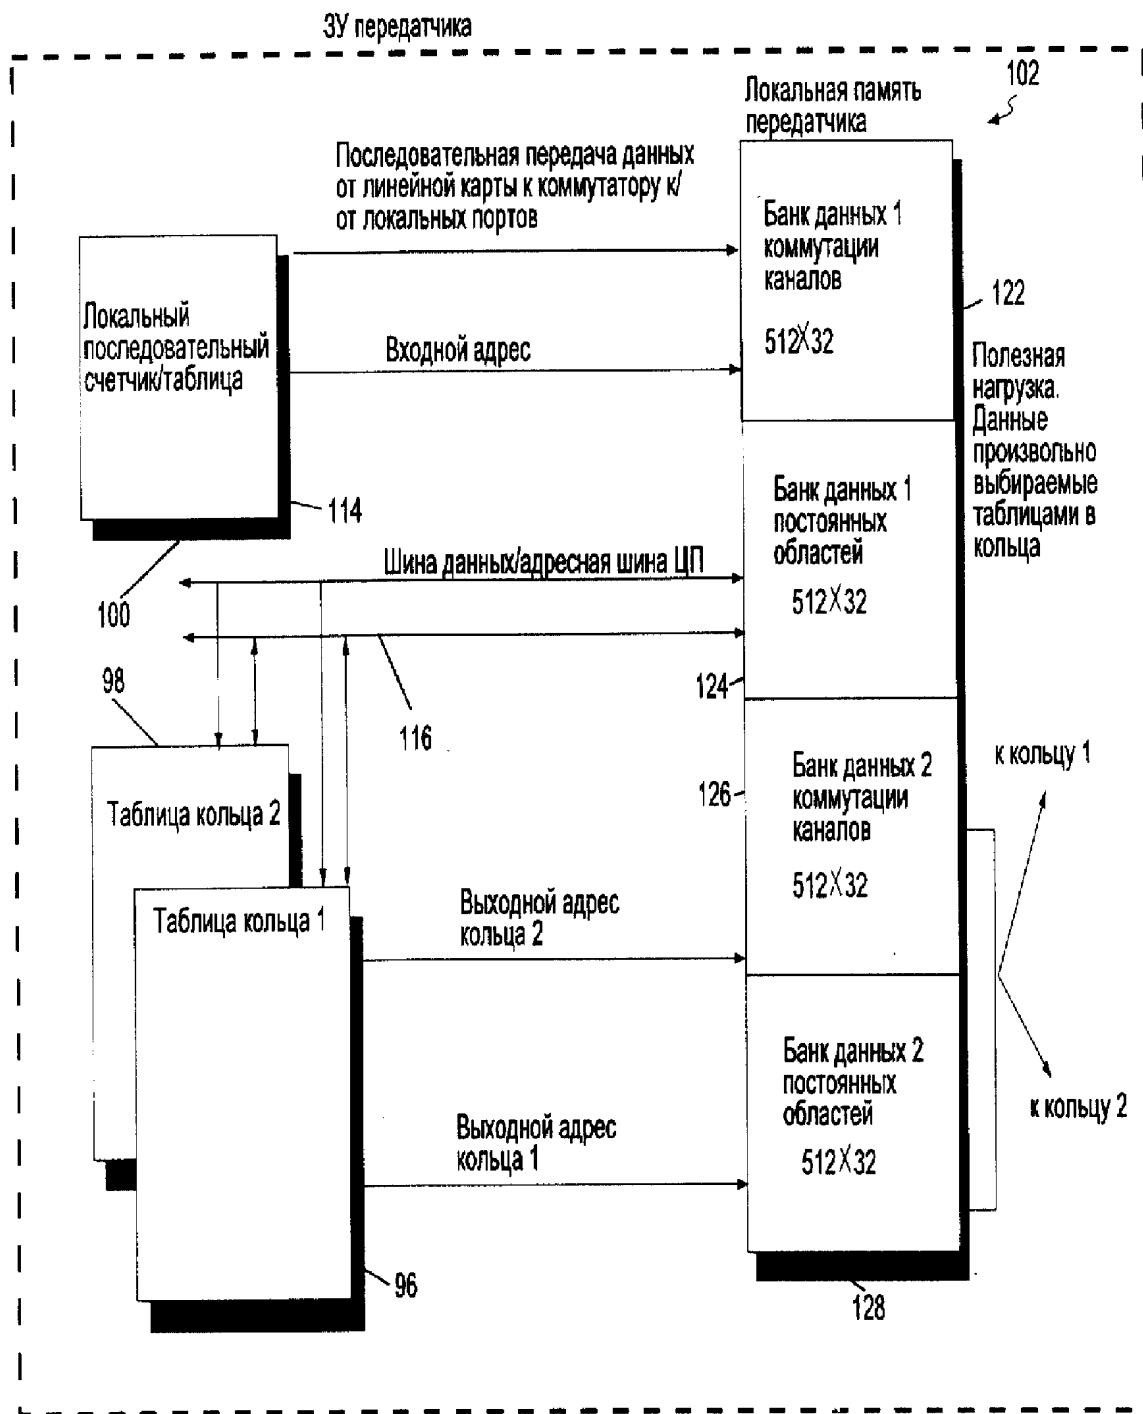 ЗУ передатчика
102
Локальная память
передатчика
Последовательная передача данных
от линейной карты к коммутатору к/
от локальных портов
Банк данных 1
коммутации
каналов
512X32
122
Локальный
последовательный
счетчик/таблица
Входной адрес
Полезная
нагрузка.
Данные
произвольно
выбираемые
таблицами в
кольца
114
100
Банк данных 1
постоянных
областей
512X32
Шина данных/адресная шина ЦП
98
124
116
126
Банк данных 2
коммутации
каналов
512X32
к кольцу 1
Таблица кольца 2
Таблица кольца 1
Выходной адрес
кольца 2
Банк данных 2
постоянных
областей
512X32
к кольцу 2
Выходной адрес
кольца 1
96
128